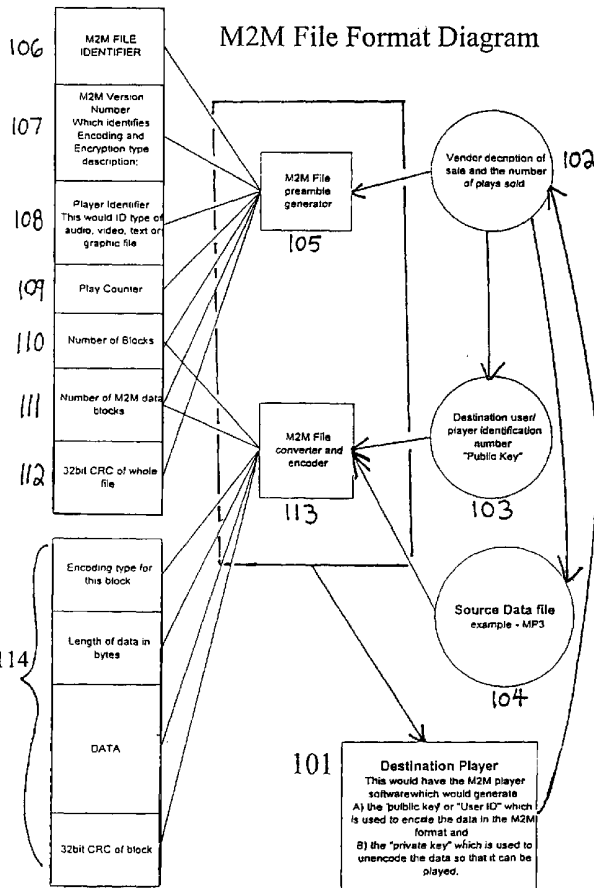 M2M File Format Diagram
106
M2M FILE
IDENTIFIER
107
M2M Version
Number
Which identifies
Encoding and
Encryption type
description;
108
Player Identifier
This would ID type of
audio, video, text or
graphic file
109
Play Counter
110
Number of Blocks
111
Number of M2M data
blocks
112
32bit CRC of whole
file
114
Encoding type for
this block
Length of data in
bytes
DATA
32bit CRC of block
M2M File
preamble
generator
105
M2M File
converter and
encoder
113
Vendor decription of
sale and the number
of plays sold
102
Destination user/
player identification
number
"Public Key"
103
Source Data file
example - MP3
104
101
Destination Player
This would have the M2M player
softwarewhich would generate
A) the 'public key' or "User ID" which
is used to encode the data in the M2M
format and
B) the "private key" which is used to
unencode the data so that it can be
played.